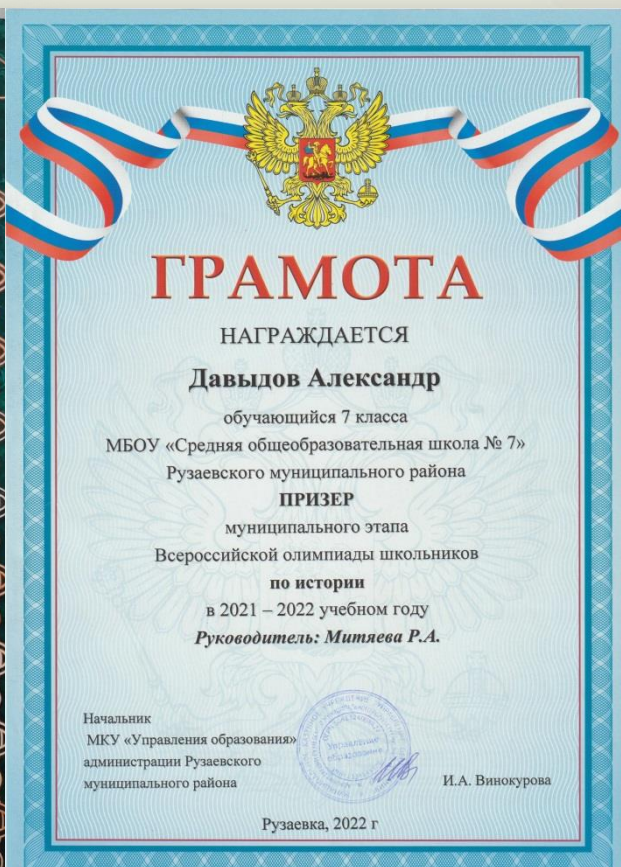 ГРАМОТА
НАГРАЖДАЕТСЯ
Давыдов Александр
обучающийся 7 класса
МБОУ «Средняя общеобразовательная школа № 7»
Рузаевского муниципального района
ПРИЗЕР
муниципального этапа
Всероссийской олимпиады школьников
по истории
в 2021 – 2022 учебном году
Руководитель: Митяева Р.А.
Начальник
МКУ «Управления образования»
администрации Рузаевского
муниципального района
И.А. Винокурова
Управление
образования
Рузаевка, 2022 г